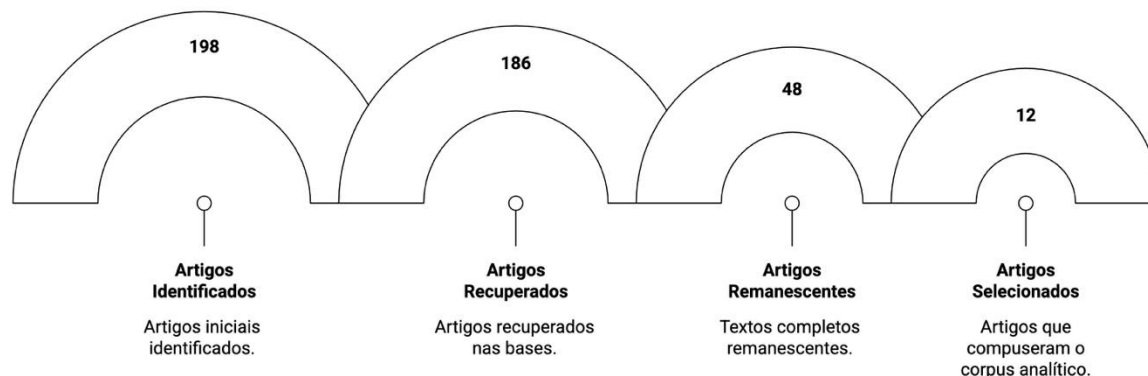 198
186
48
12
Artigos
Identificados
Artigos iniciais
identificados.
Artigos
Recuperados
Artigos recuperados
nas bases.
Artigos
Remanescentes
Textos completos
remanescentes.
Artigos
Selecionados
Artigos que
compuseram o
corpus analítico.